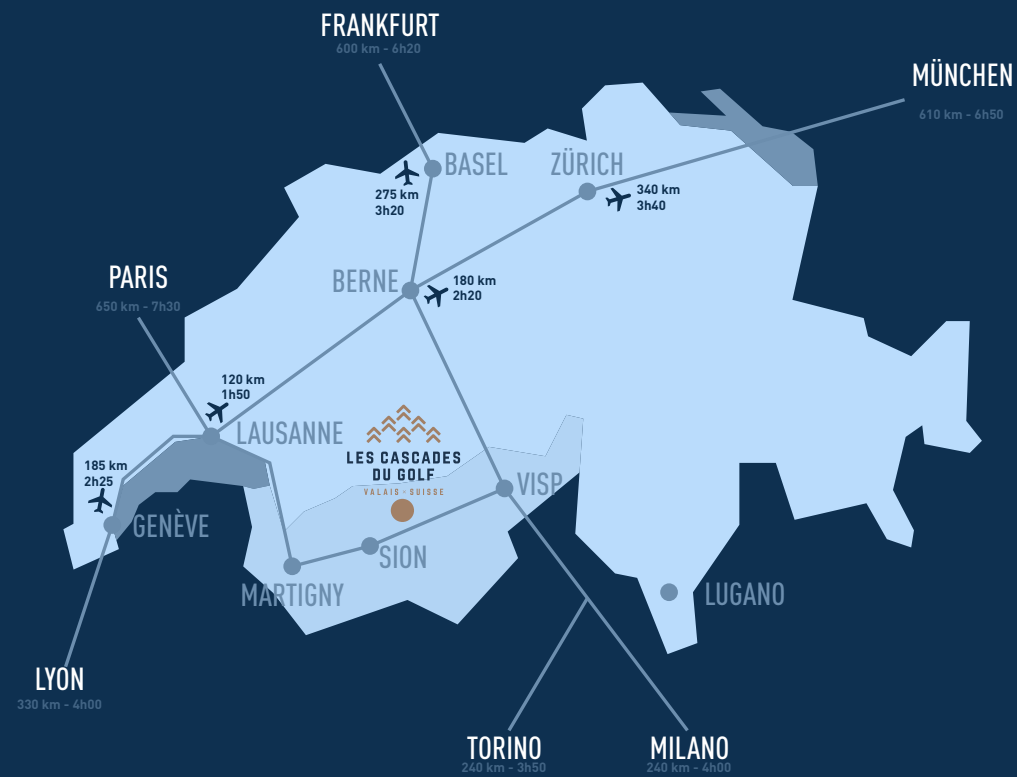 FRANKFURT
600 km - 6h20
MÜNCHEN
610 km - 6h50
BASEL
ZÜRICH
275 km
3h20
340 km
3h40
PARIS
650 km - 7h30
BERNE
180 km
2h20
120 km
1h50
LAUSANNE
LES CASCADES
DU GOLF
VALAIS - SUISSE
185 km
2h25
GENÈVE
VISP
SION
MARTIGNY
LUGANO
LYON
330 km - 4h00
TORINO
240 km - 3h50
MILANO
240 km - 4h00